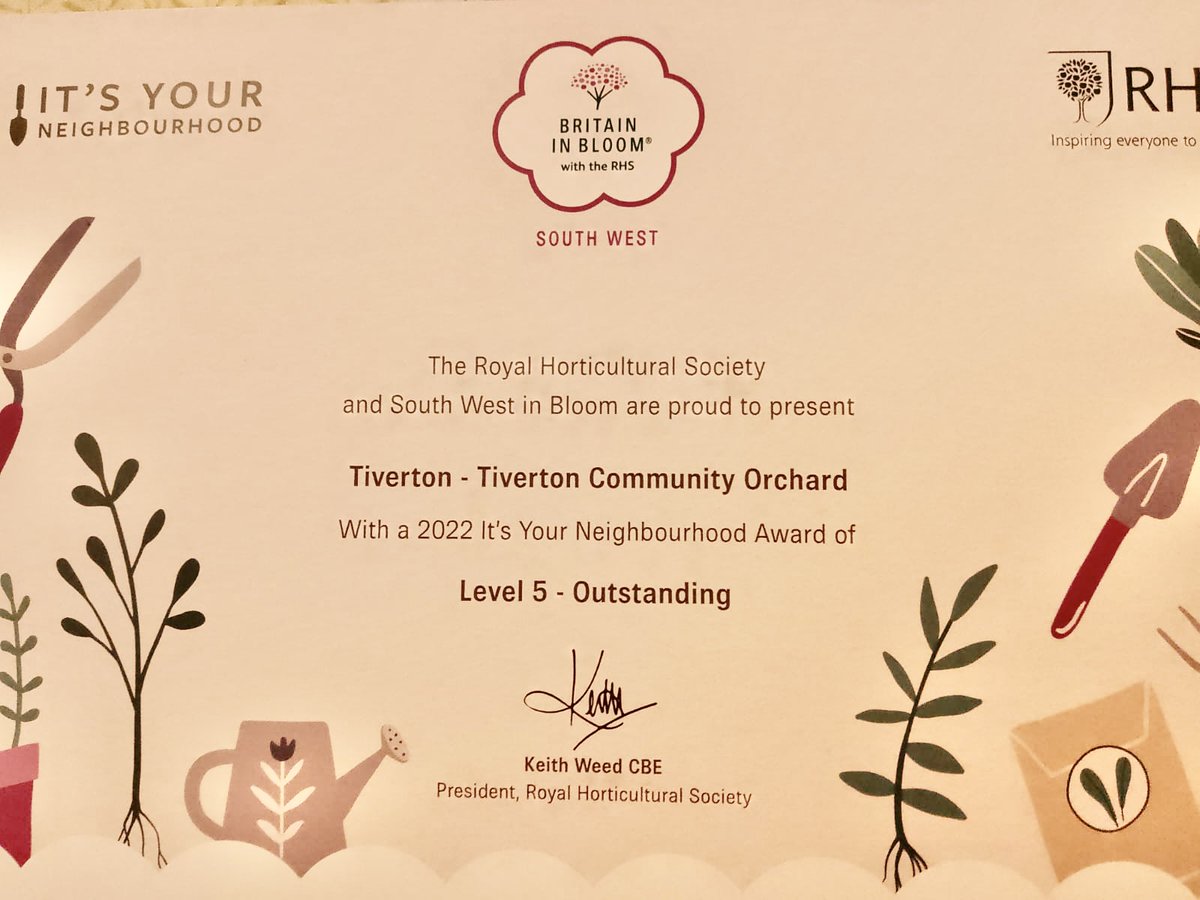 IT'S YOUR
NEIGHBOURHOOD
BRITAIN
IN BLOOM®
with the RHS
SOUTH WEST
RH
Inspiring everyone to
The Royal Horticultural Society
and South West in Bloom are proud to present
Tiverton - Tiverton Community Orchard
With a 2022 It's Your Neighbourhood Award of
Level 5 - Outstanding
Keith
Keith Weed CBE
President, Royal Horticultural Society